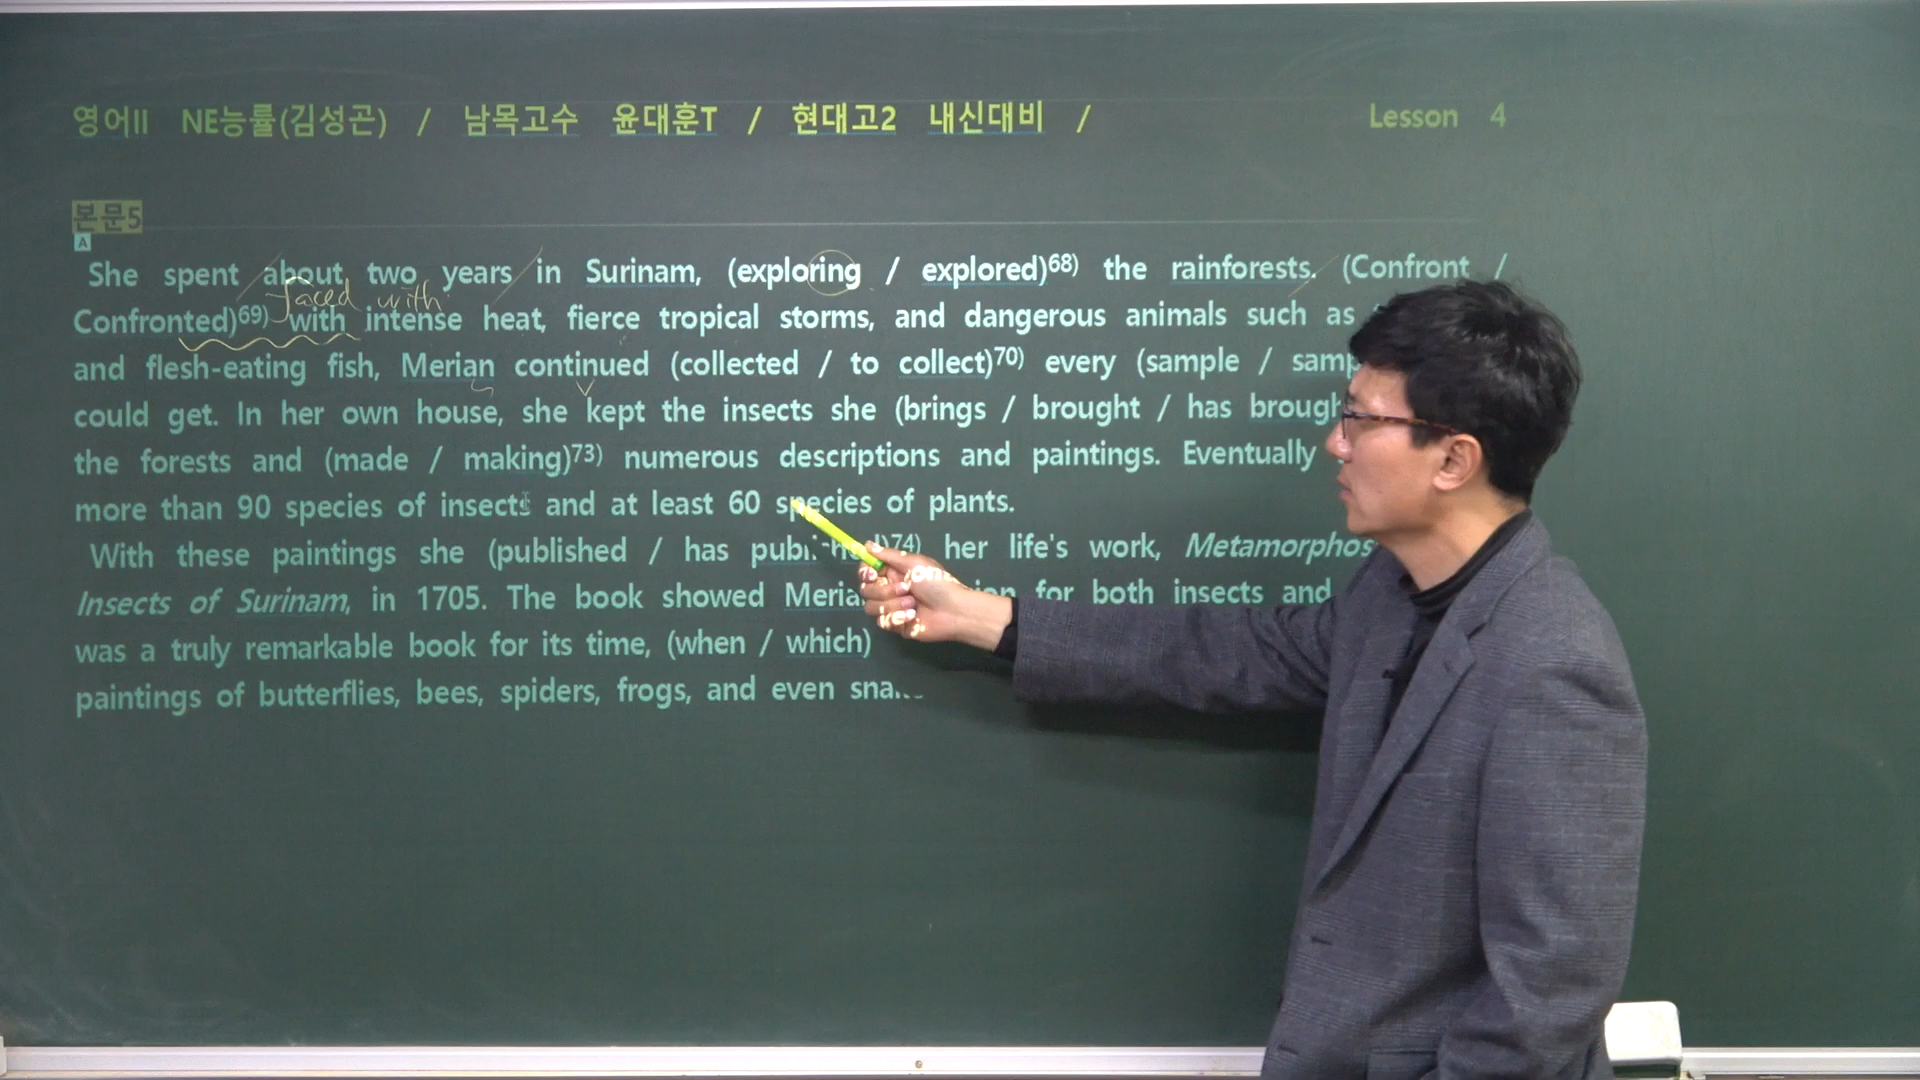 영어II NE능률(김성곤) / 남목고수 윤대훈T / 현대고2 내신대비 / Lesson 4
본문5
A
She spent about two years in Surinam, (exploring / explored)68) the rainforests. (Confront /
faced with
Confronted)69) with intense heat, fierce tropical storms, and dangerous animals such as
and flesh-eating fish, Merian continued (collected / to collect)70) every (sample /
could get. In her own house, she kept the insects she (brings / brought / has
the forests and (made / making)73) numerous descriptions and paintings. Eventually
more than 90 species of insects and at least 60 species of plants.
With these paintings she (published / has 74) her life's work,
Insects of Surinam, in 1705. The book showed for both insects and
was a truly remarkable book for its time, (when / which)
paintings of butterflies, bees, spiders, frogs, and even